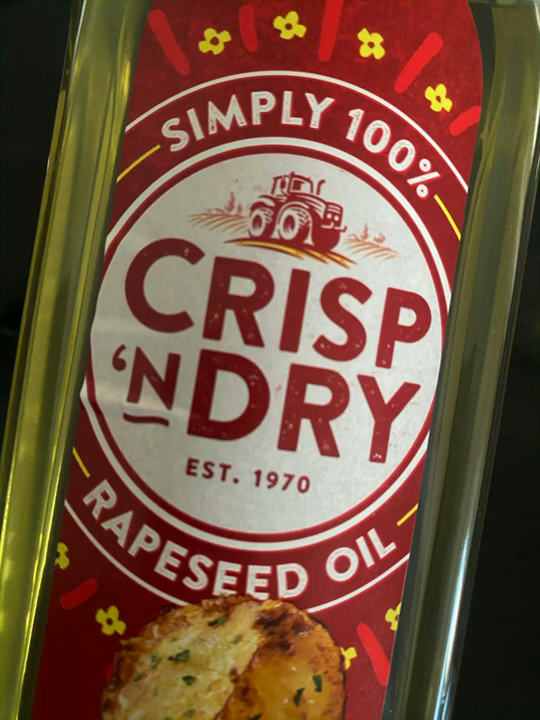 SIMPLY 100%
CRISP
‘N DRY
EST. 1970
RAPESEED OIL